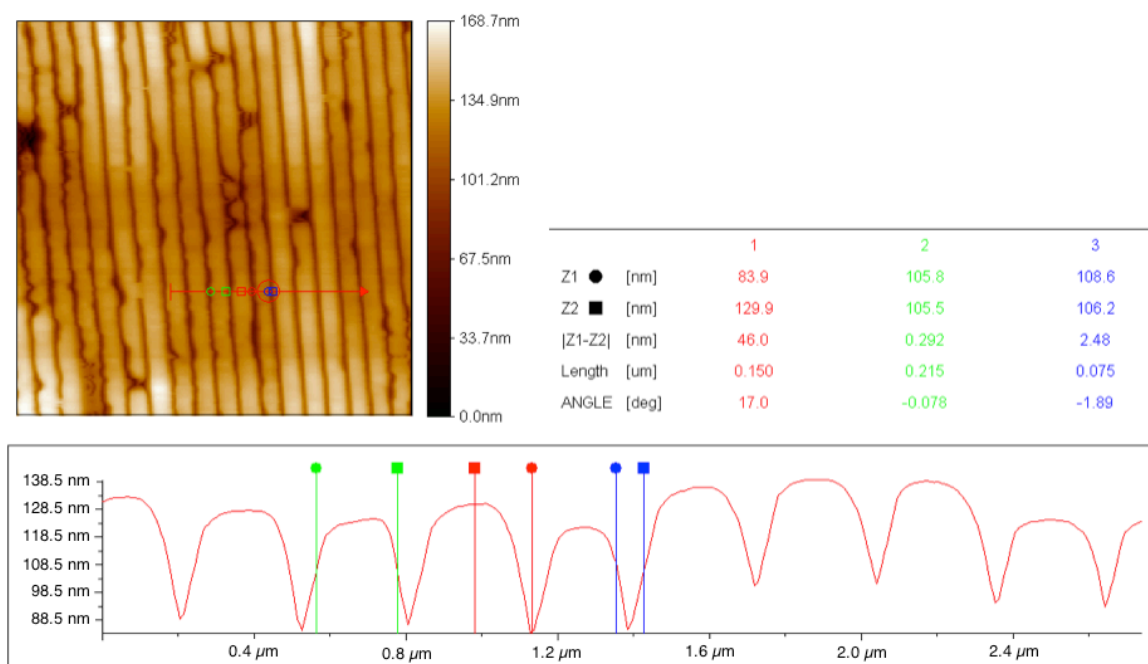 168.7nm
134.9nm
101.2nm
67.5nm
33.7nm
0.0nm
1 2 3
Z1 [nm] 83.9 105.8 108.6
Z2 [nm] 129.9 105.5 106.2
|Z1-Z2| [nm] 46.0 0.292 2.48
Length [um] 0.150 0.215 0.075
ANGLE [deg] 17.0 -0.078 -1.89
138.5 nm
128.5 nm
118.5 nm
108.5 nm
98.5 nm
88.5 nm
0.4 µm 0.8 µm 1.2 µm 1.6 µm 2.0 µm 2.4 µm